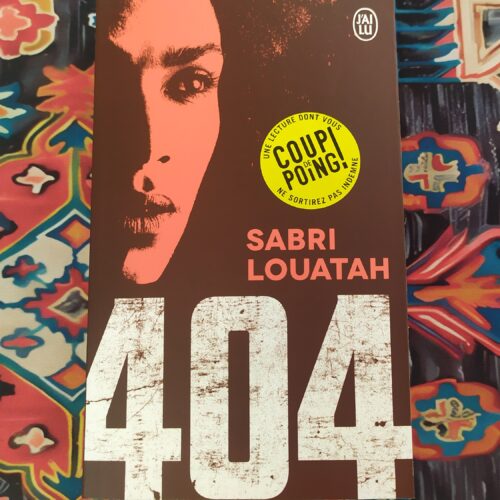 J'AI
LU
UNE LECTURE DONT VOUS
COUP
DE
POiNG!
NE SORTIREZ PAS INDEMNE
SABRI
LOUATAH
404